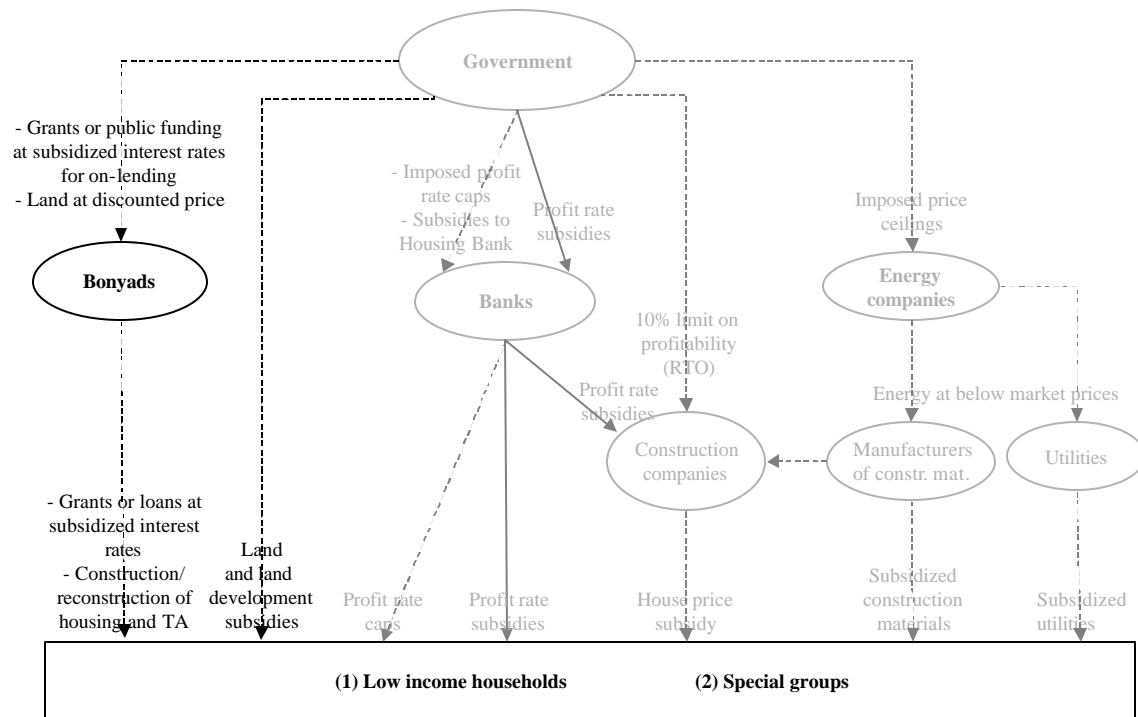 Government
- Grants or public funding
at subsidized interest rates
for on-lending
- Land at discounted price
- Imposed profit
rate caps
- Subsidies to
Housing Bank
Profit rate
subsidies
Imposed price
ceilings
Bonyads
Banks
Energy
companies
10% limit on
profitability
(RTO)
Profit rate
subsidies
Energy at below market prices
Construction
companies
Manufacturers
of constr. mat.
Utilities
- Grants or loans at
subsidized interest
rates
- Construction/
reconstruction of
housing and TA
Land
and land
development
subsidies
Profit rate
caps
Profit rate
subsidies
House price
subsidy
Subsidized
construction
materials
Subsidized
utilities
(1) Low income households
(2) Special groups